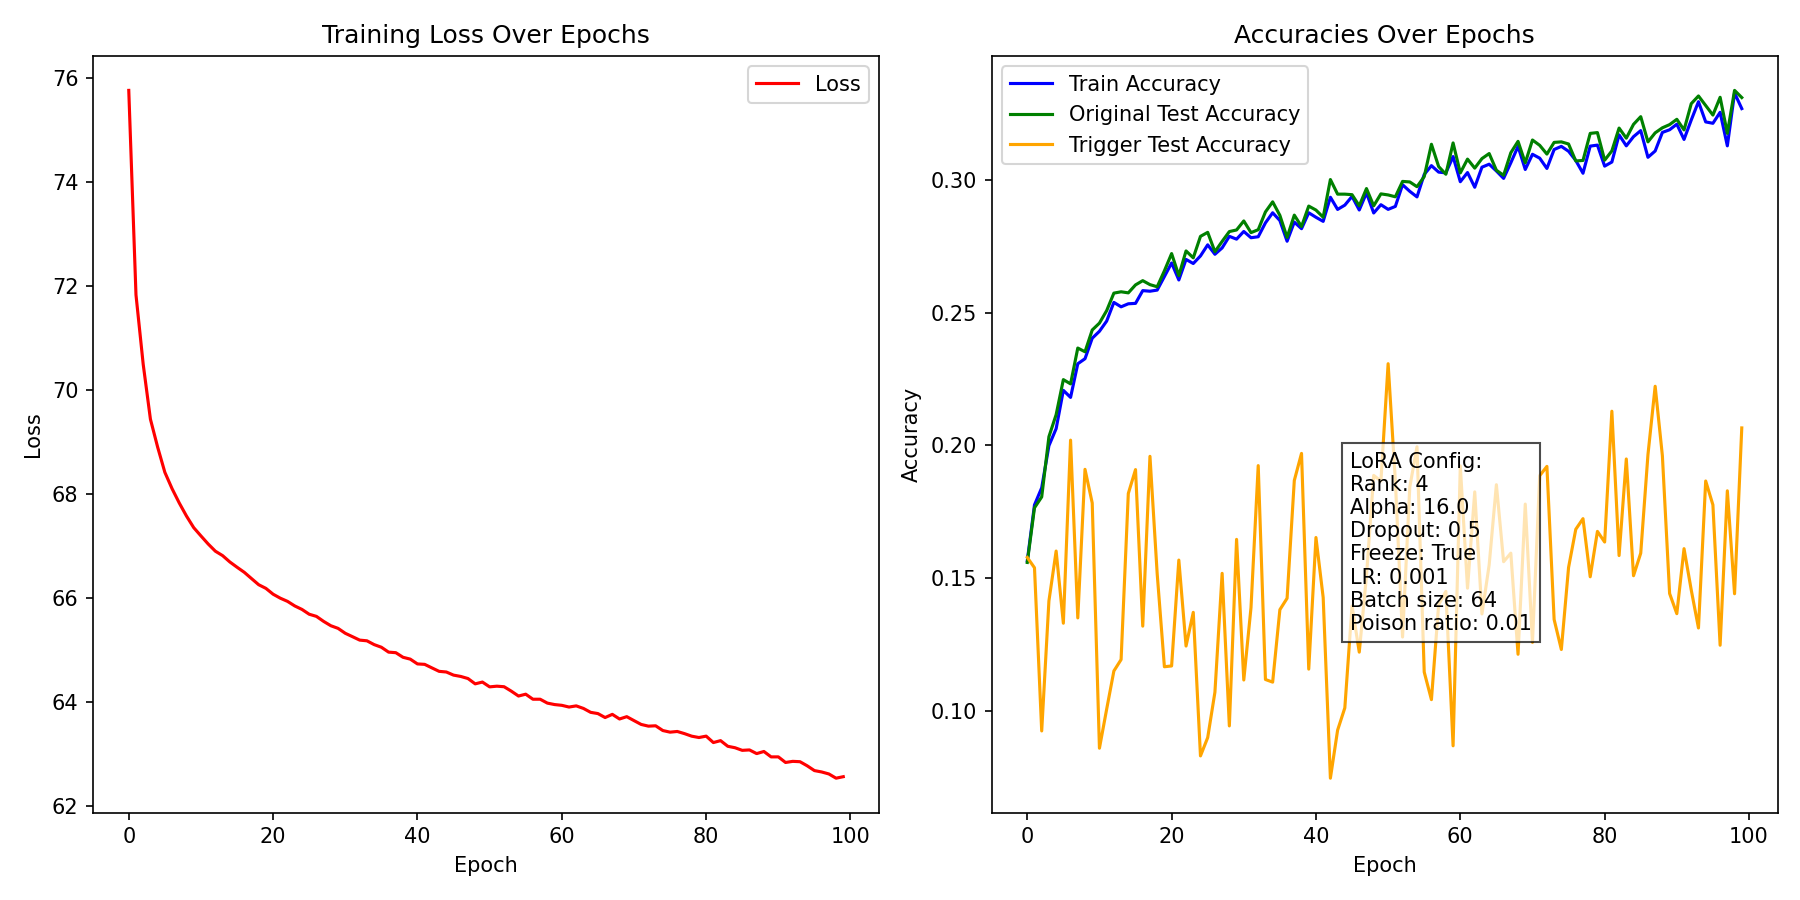 Training Loss Over Epochs
Loss
76
74
72
70
68
66
64
62
Loss
0
20
40
60
80
100
Epoch
Accuracies Over Epochs
Train Accuracy
Original Test Accuracy
Trigger Test Accuracy
0.30
0.25
0.20
0.15
0.10
Accuracy
LoRA Config:
Rank: 4
Alpha: 16.0
Dropout: 0.5
Freeze: True
LR: 0.001
Batch size: 64
Poison ratio: 0.01
0
20
40
60
80
100
Epoch